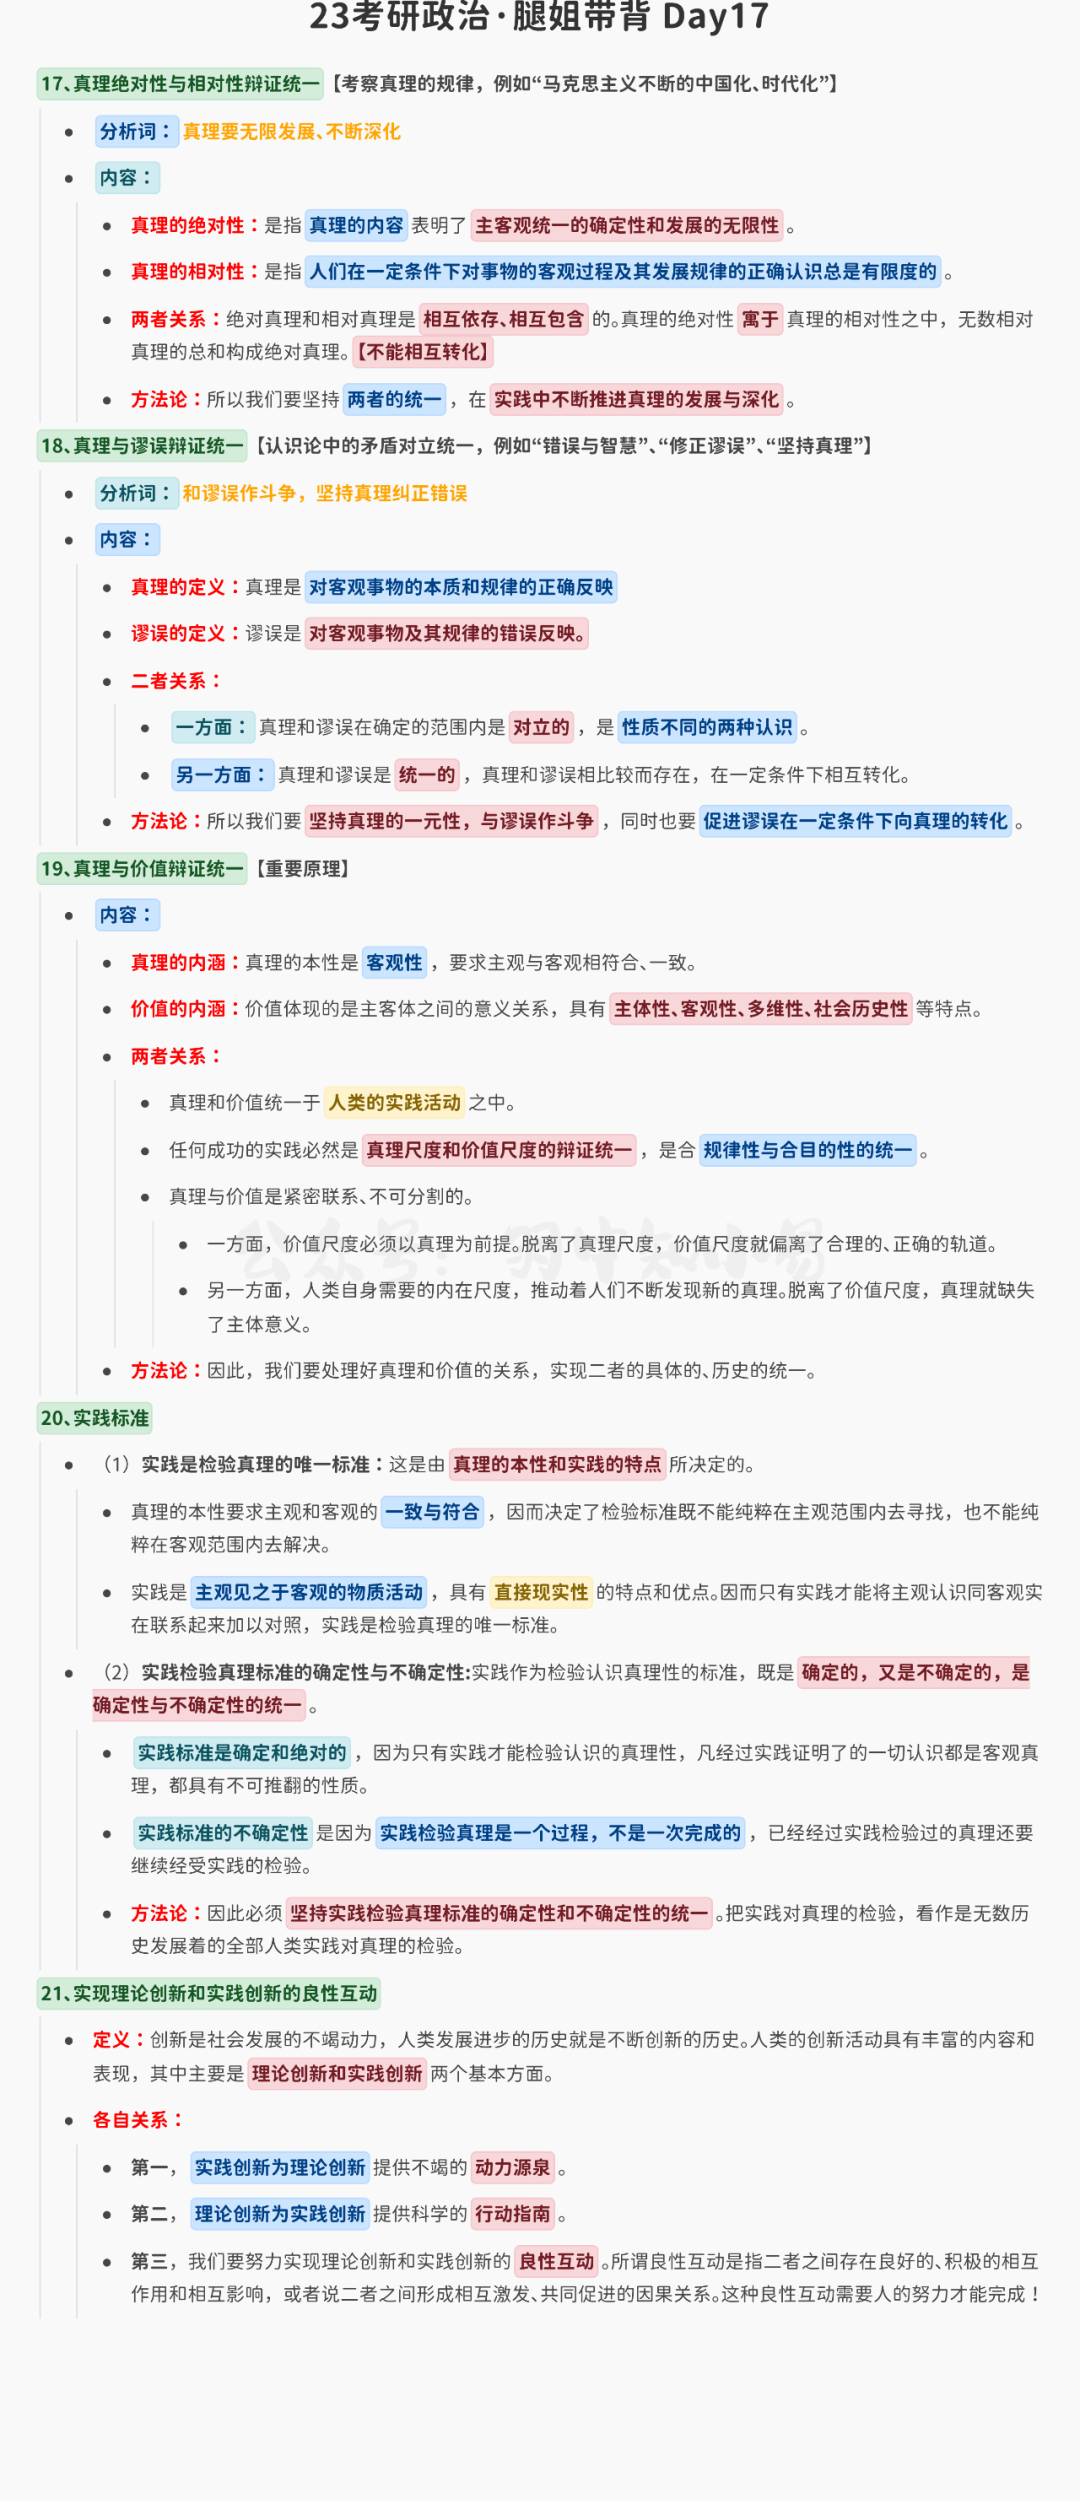 23考研政治·腿姐带背 Day17
17、真理绝对性与相对性辩证统一【考察真理的规律，例如“马克思主义不断的中国化、时代化”】
分析词：真理要无限发展、不断深化
内容：
真理的绝对性：是指 真理的内容 表明了 主客观统一的确定性和发展的无限性 。
真理的相对性：是指 人们在一定条件下对事物的客观过程及其发展规律的正确认识总是有限度的 。
两者关系：绝对真理和相对真理是 相互依存、相互包含 的。真理的绝对性 寓于 真理的相对性之中，无数相对
真理的总和构成绝对真理。【不能相互转化】
方法论：所以我们要坚持 两者的统一 ，在 实践中不断推进真理的发展与深化 。
18、真理与谬误辩证统一【认识论中的矛盾对立统一，例如“错误与智慧”、“修正谬误”、“坚持真理”】
分析词：和谬误作斗争，坚持真理纠正错误
内容：
真理的定义：真理是 对客观事物的本质和规律的正确反映
谬误的定义：谬误是 对客观事物及其规律的错误反映。
二者关系：
一方面：真理和谬误在确定的范围内是 对立的 ，是 性质不同的两种认识 。
另一方面：真理和谬误是 统一的 ，真理和谬误相比较而存在，在一定条件下相互转化。
方法论：所以我们要 坚持真理的一元性，与谬误作斗争 ，同时也要 促进谬误在一定条件下向真理的转化 。
19、真理与价值辩证统一【重要原理】
内容：
真理的内涵：真理的本性是 客观性 ，要求主观与客观相符合、一致。
价值的内涵：价值体现的是主客体之间的意义关系，具有 主体性、客观性、多维性、社会历史性 等特点。
两者关系：
真理和价值统一于 人类的实践活动 之中。
任何成功的实践必然是 真理尺度和价值尺度的辩证统一 ，是合 规律性与合目的性的统一 。
真理与价值是紧密联系、不可分割的。
一方面，价值尺度必须以真理为前提。脱离了真理尺度，价值尺度就偏离了合理的、正确的轨道。
另一方面，人类自身需要的内在尺度，推动着人们不断发现新的真理。脱离了价值尺度，真理就缺失
了主体意义。
方法论：因此，我们要处理好真理和价值的关系，实现二者的具体的、历史的统一。
20、实践标准
（1）实践是检验真理的唯一标准：这是由 真理的本性和实践的特点 所决定的。
真理的本性要求主观和客观的 一致与符合 ，因而决定了检验标准既不能纯粹在主观范围内去寻找，也不能纯
粹在客观范围内去解决。
实践是 主观见之于客观的物质活动 ，具有 直接现实性 的特点和优点。因而只有实践才能将主观认识同客观实
在联系起来加以对照，实践是检验真理的唯一标准。
（2）实践检验真理标准的确定性与不确定性:实践作为检验认识真理性的标准，既是 确定的，又是不确定的，是
确定性与不确定性的统一 。
实践标准是确定和绝对的 ，因为只有实践才能检验认识的真理性，凡经过实践证明了的一切认识都是客观真
理，都具有不可推翻的性质。
实践标准的不确定性 是因为 实践检验真理是一个过程，不是一次完成的 ，已经经过实践检验过的真理还要
继续经受实践的检验。
方法论：因此必须 坚持实践检验真理标准的确定性和不确定性的统一 。把实践对真理的检验，看作是无数历
史发展着的全部人类实践对真理的检验。
21、实现理论创新和实践创新的良性互动
定义：创新是社会发展的不竭动力，人类发展进步的历史就是不断创新的历史。人类的创新活动具有丰富的内容和
表现，其中主要是 理论创新和实践创新 两个基本方面。
各自关系：
第一， 实践创新为理论创新 提供不竭的 动力源泉 。
第二， 理论创新为实践创新 提供科学的 行动指南 。
第三，我们要努力实现理论创新和实践创新的 良性互动 。所谓良性互动是指二者之间存在良好的、积极的相互
作用和相互影响，或者说二者之间形成相互激发、共同促进的因果关系。这种良性互动需要人的努力才能完成！